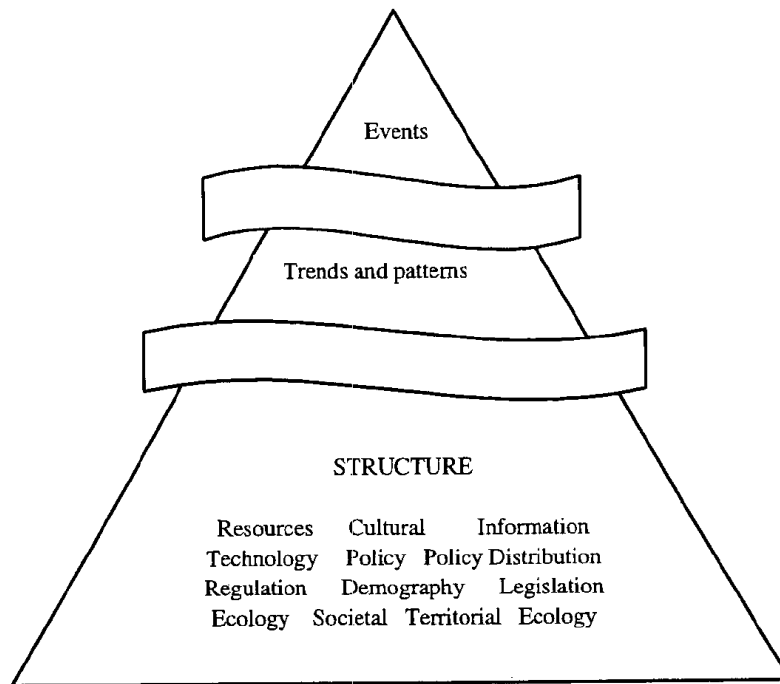 Events
Trends and patterns
STRUCTURE
Resources Cultural Information
Technology Policy Policy Distribution
Regulation Demography Legislation
Ecology Societal Territorial Ecology